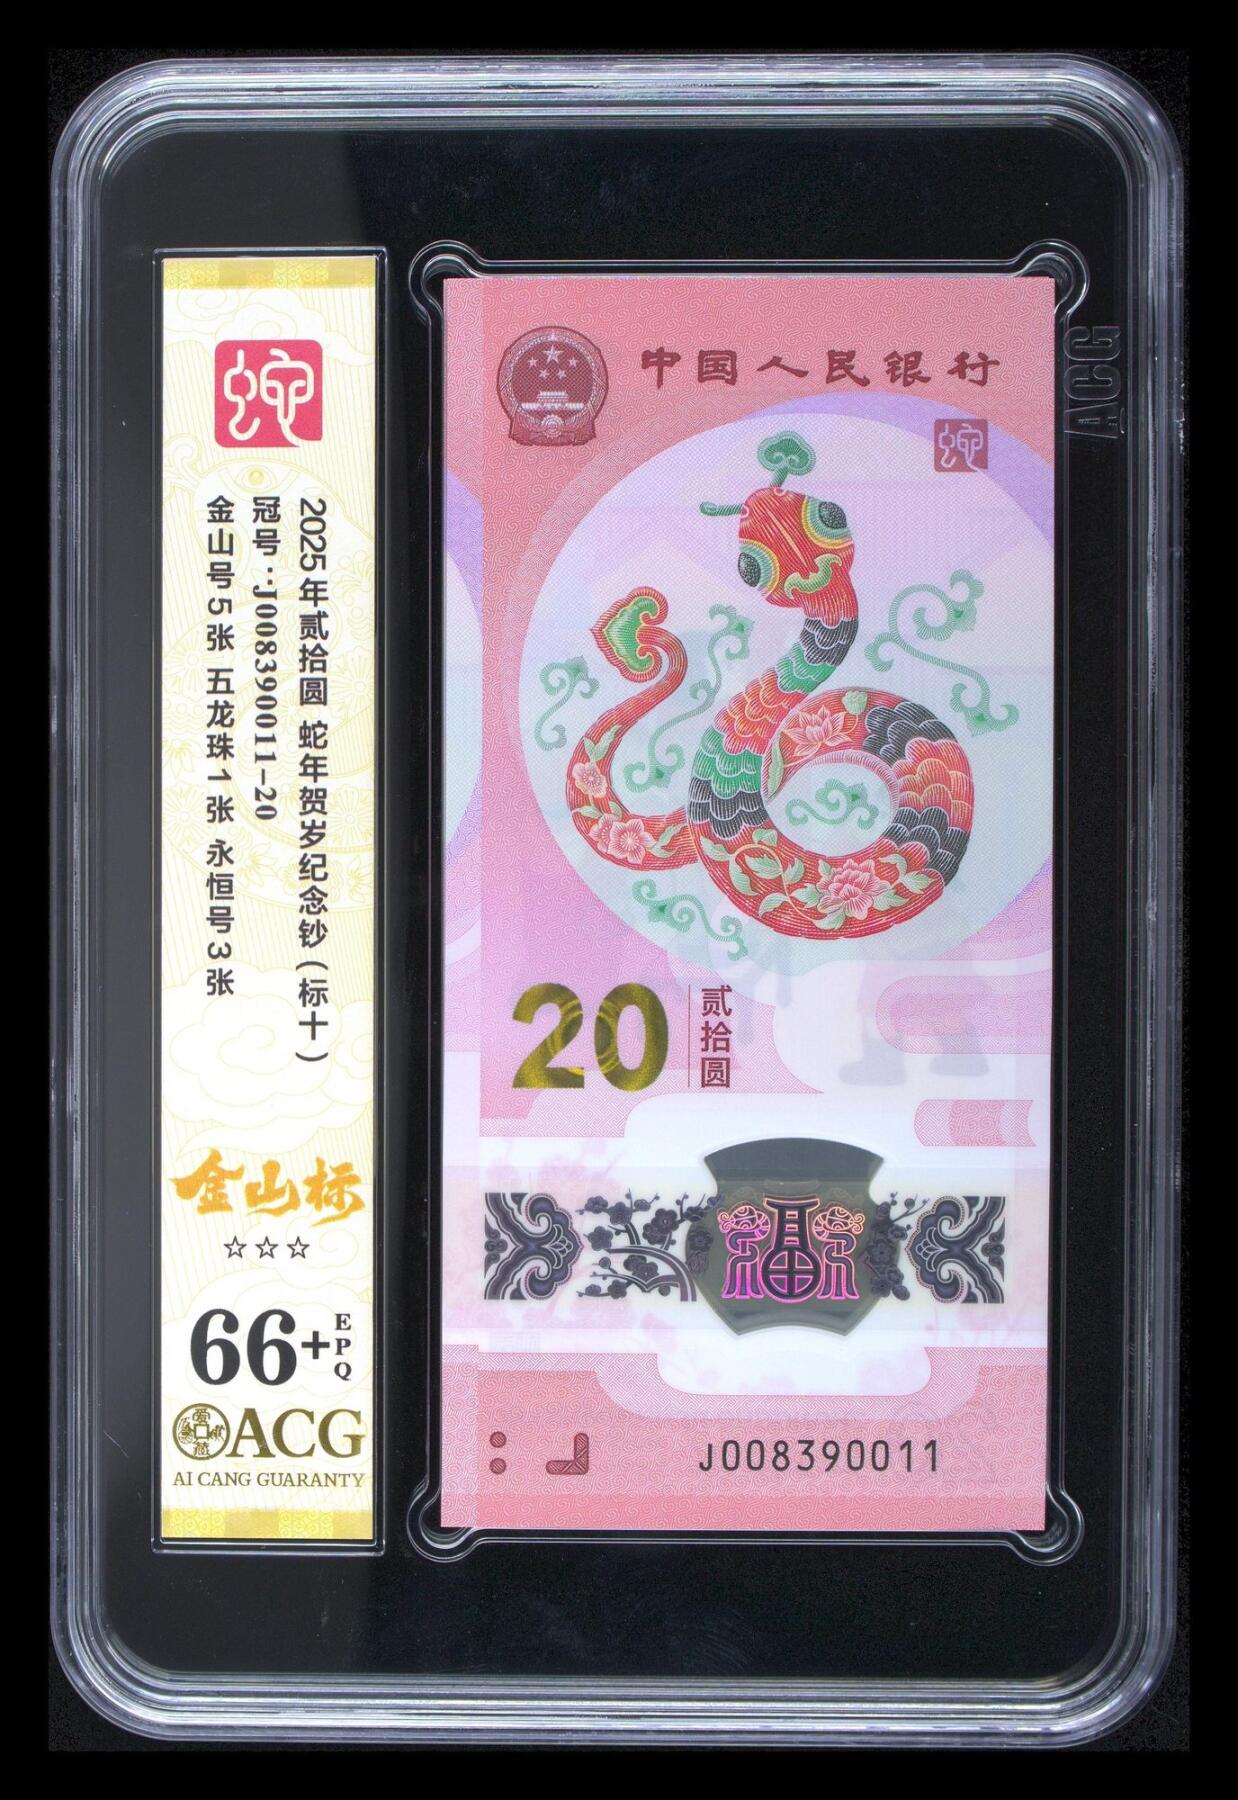 蛇
2025年贰拾圆 蛇年贺岁纪念钞（标十）
冠号：J008390011-20
金山号5张 五龙珠1张 永恒号3张
金山标
☆☆☆
66+EPQ
爱藏
ACG
AI CANG GUARANTY
中国人民银行
蛇
20
贰拾圆
福
J008390011
ACG